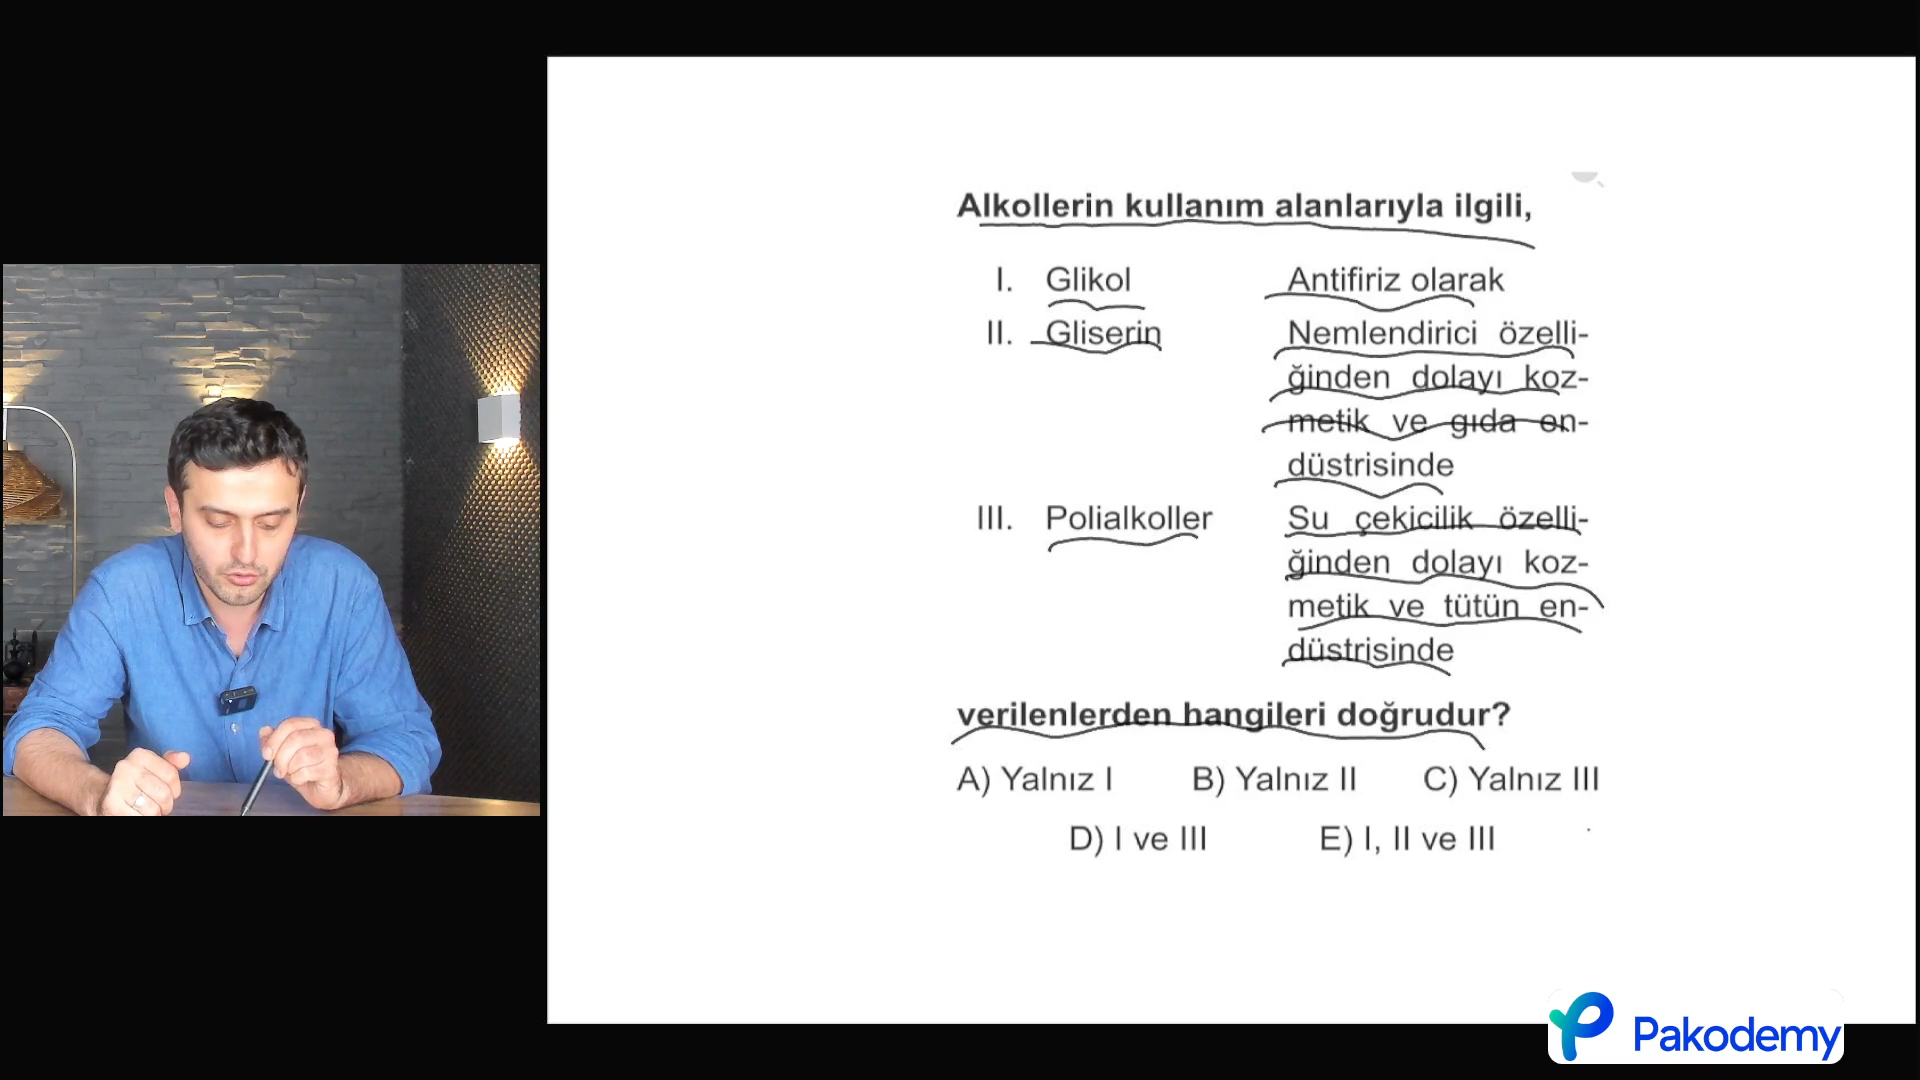 Alkollerin kullanım alanlarıyla ilgili,
I. Glikol Antifiriz olarak
II. Gliserin Nemlendirici özelli-
ğinden dolayı koz-
metik ve gıda en-
düstrisinde
III. Polialkoller Su çekicilik özelli-
ğinden dolayı koz-
metik ve tütün en-
düstrisinde
verilenlerden hangileri doğrudur?
A) Yalnız I B) Yalnız II C) Yalnız III
D) I ve III E) I, II ve III
Pakodemy